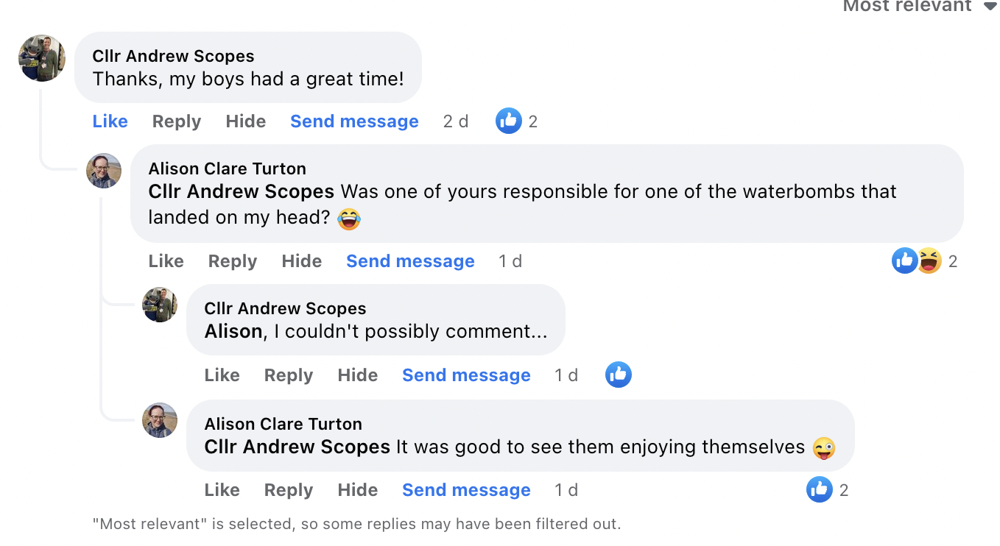 Most relevant
Cllr Andrew Scopes
Thanks, my boys had a great time!
Like Reply Hide Send message 2 d 2
Alison Clare Turton
Cllr Andrew Scopes Was one of yours responsible for one of the waterbombs that
landed on my head? 😂
Like Reply Hide Send message 1 d 2
Cllr Andrew Scopes
Alison, I couldn't possibly comment...
Like Reply Hide Send message 1 d
Alison Clare Turton
Cllr Andrew Scopes It was good to see them enjoying themselves 😜
Like Reply Hide Send message 1 d 2
"Most relevant" is selected, so some replies may have been filtered out.